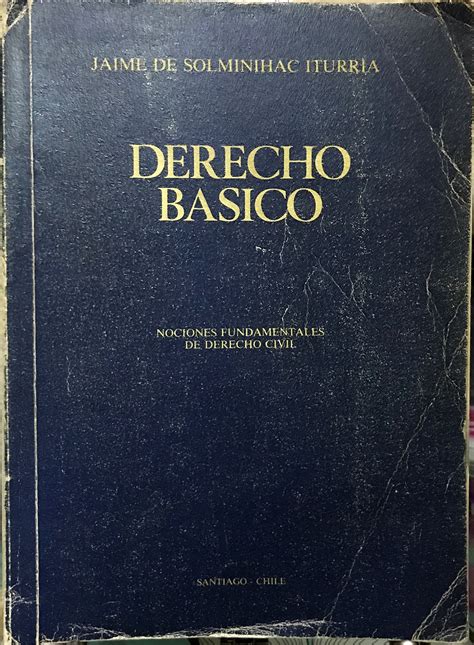 JAIME DE SOLMINIHAC ITURRIA
DERECHO
BASICO
NOCIONES FUNDAMENTALES
DE DERECHO CIVIL
SANTIAGO - CHILE